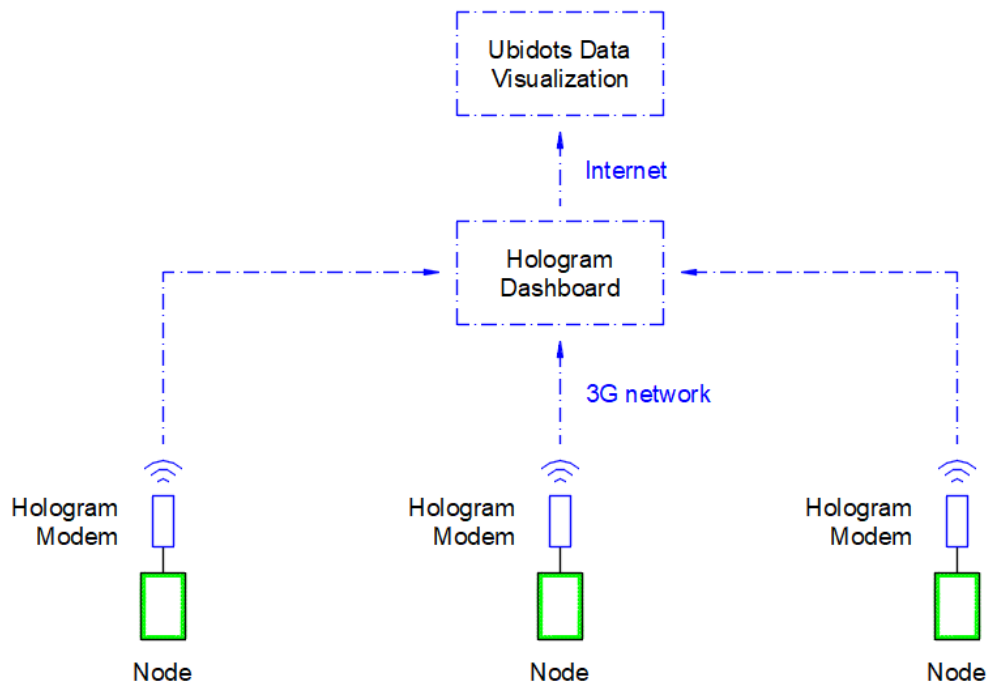 Ubidots Data
Visualization
Internet
Hologram
Dashboard
3G network
Hologram
Modem
Hologram
Modem
Hologram
Modem
Node
Node
Node